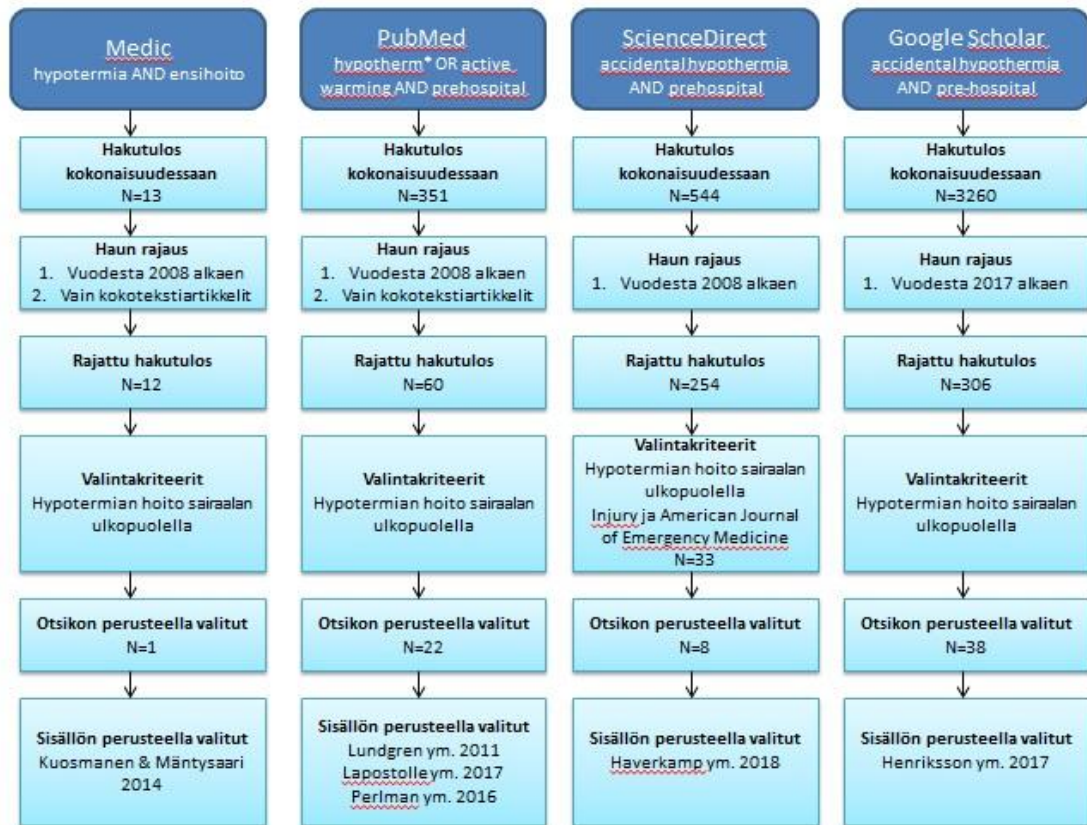 Medic
hypotermia AND ensihoito
Hakutulos
kokonaisuudessaan
N=13
Haun rajaus
1. Vuodesta 2008 alkaen
2. Vain kokotekstiartikkelit
Rajattu hakutulos
N=12
Valintakriteerit
Hypotermian hoito sairaalan
ulkopuolella
Otsikon perusteella valitut
N=1
Sisällön perusteella valitut
Kuosmanen & Mäntysaari
2014
PubMed
hypotherm* OR active
warming AND prehospital
Hakutulos
kokonaisuudessaan
N=351
Haun rajaus
1. Vuodesta 2008 alkaen
2. Vain kokotekstiartikkelit
Rajattu hakutulos
N=60
Valintakriteerit
Hypotermian hoito sairaalan
ulkopuolella
Otsikon perusteella valitut
N=22
Sisällön perusteella valitut
Lundgren ym. 2011
Lapostolle ym. 2017
Perlman ym. 2016
ScienceDirect
accidental hypothermia
AND prehospital
Hakutulos
kokonaisuudessaan
N=544
Haun rajaus
1. Vuodesta 2008 alkaen
Rajattu hakutulos
N=254
Valintakriteerit
Hypotermian hoito sairaalan
ulkopuolella
Injury ja American Journal
of Emergency Medicine
N=33
Otsikon perusteella valitut
N=8
Sisällön perusteella valitut
Haverkamp ym. 2018
Google Scholar
accidental hypothermia
AND pre-hospital
Hakutulos
kokonaisuudessaan
N=3260
Haun rajaus
1. Vuodesta 2017 alkaen
Rajattu hakutulos
N=306
Valintakriteerit
Hypotermian hoito sairaalan
ulkopuolella
Otsikon perusteella valitut
N=38
Sisällön perusteella valitut
Henriksson ym. 2017